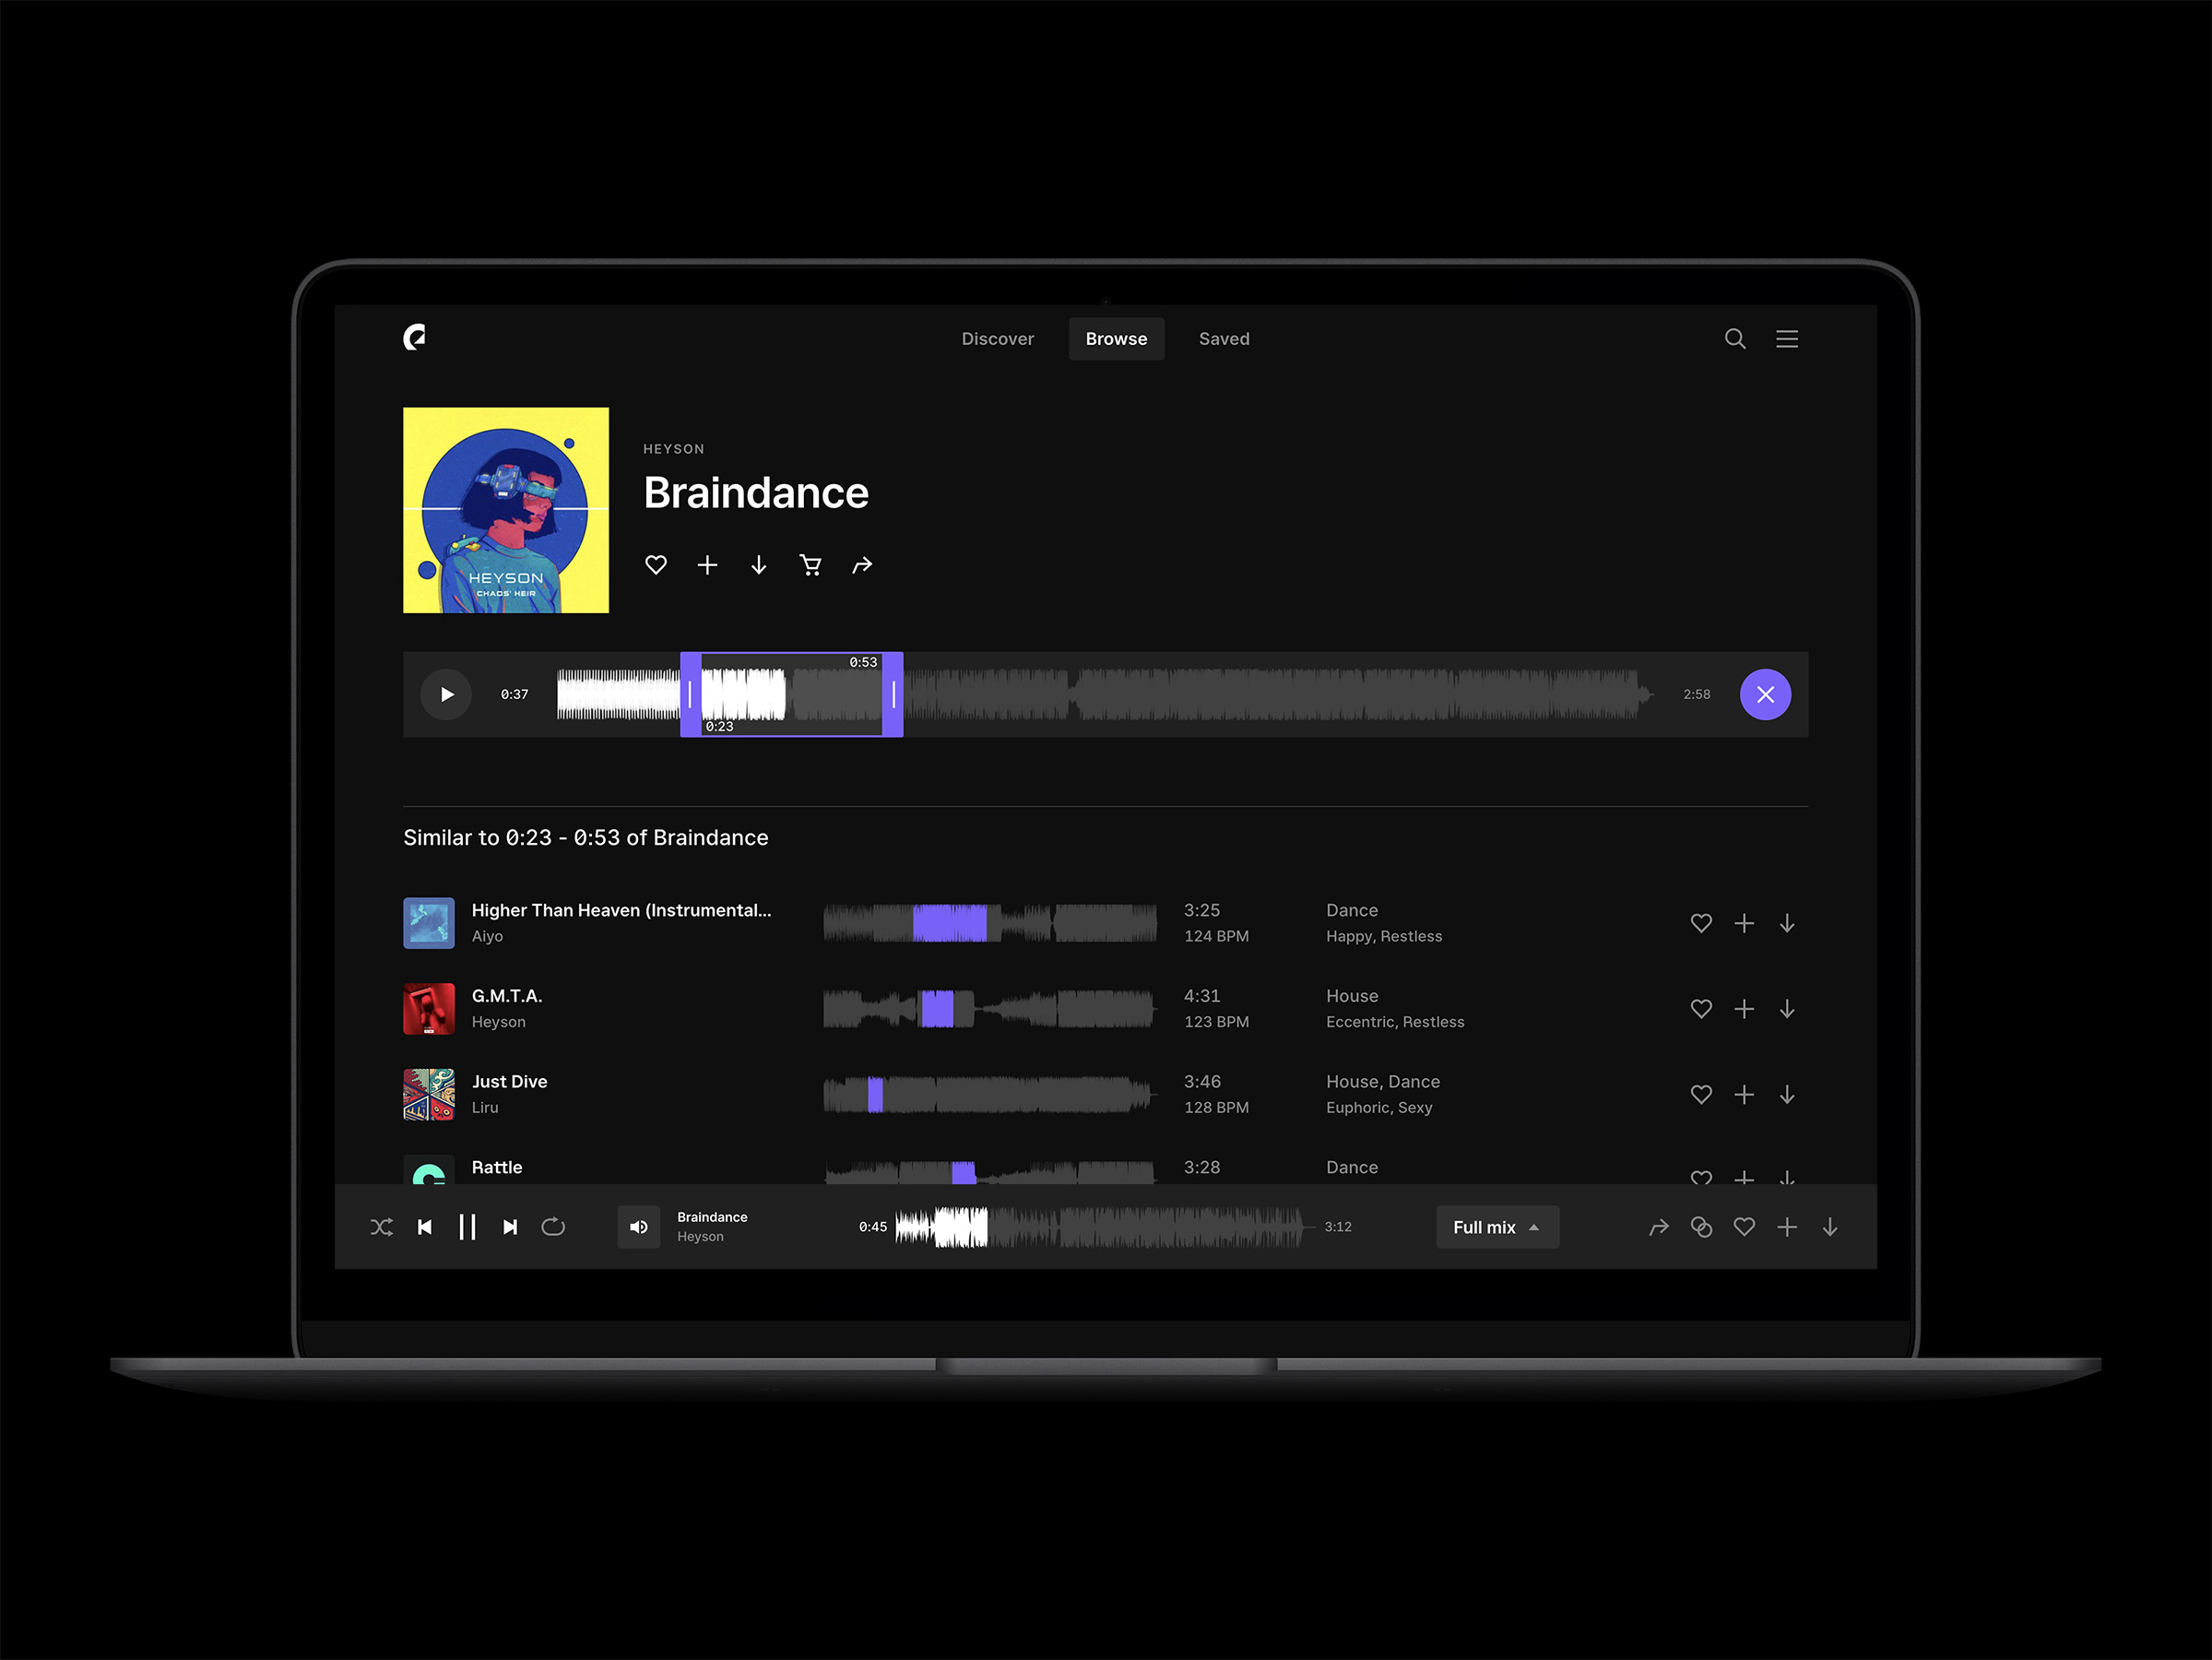 Discover Browse Saved
HEYSON
Braindance
HEYSON
CHAOS' HEIR
0:53
0:37
2:58
0:23
Similar to 0:23 - 0:53 of Braindance
Higher Than Heaven (Instrumental...
Aiyo
3:25
124 BPM
Dance
Happy, Restless
G.M.T.A.
Heyson
4:31
123 BPM
House
Eccentric, Restless
Just Dive
Liru
3:46
128 BPM
House, Dance
Euphoric, Sexy
Rattle
3:28
Dance
Braindance
Heyson
0:45
3:12
Full mix